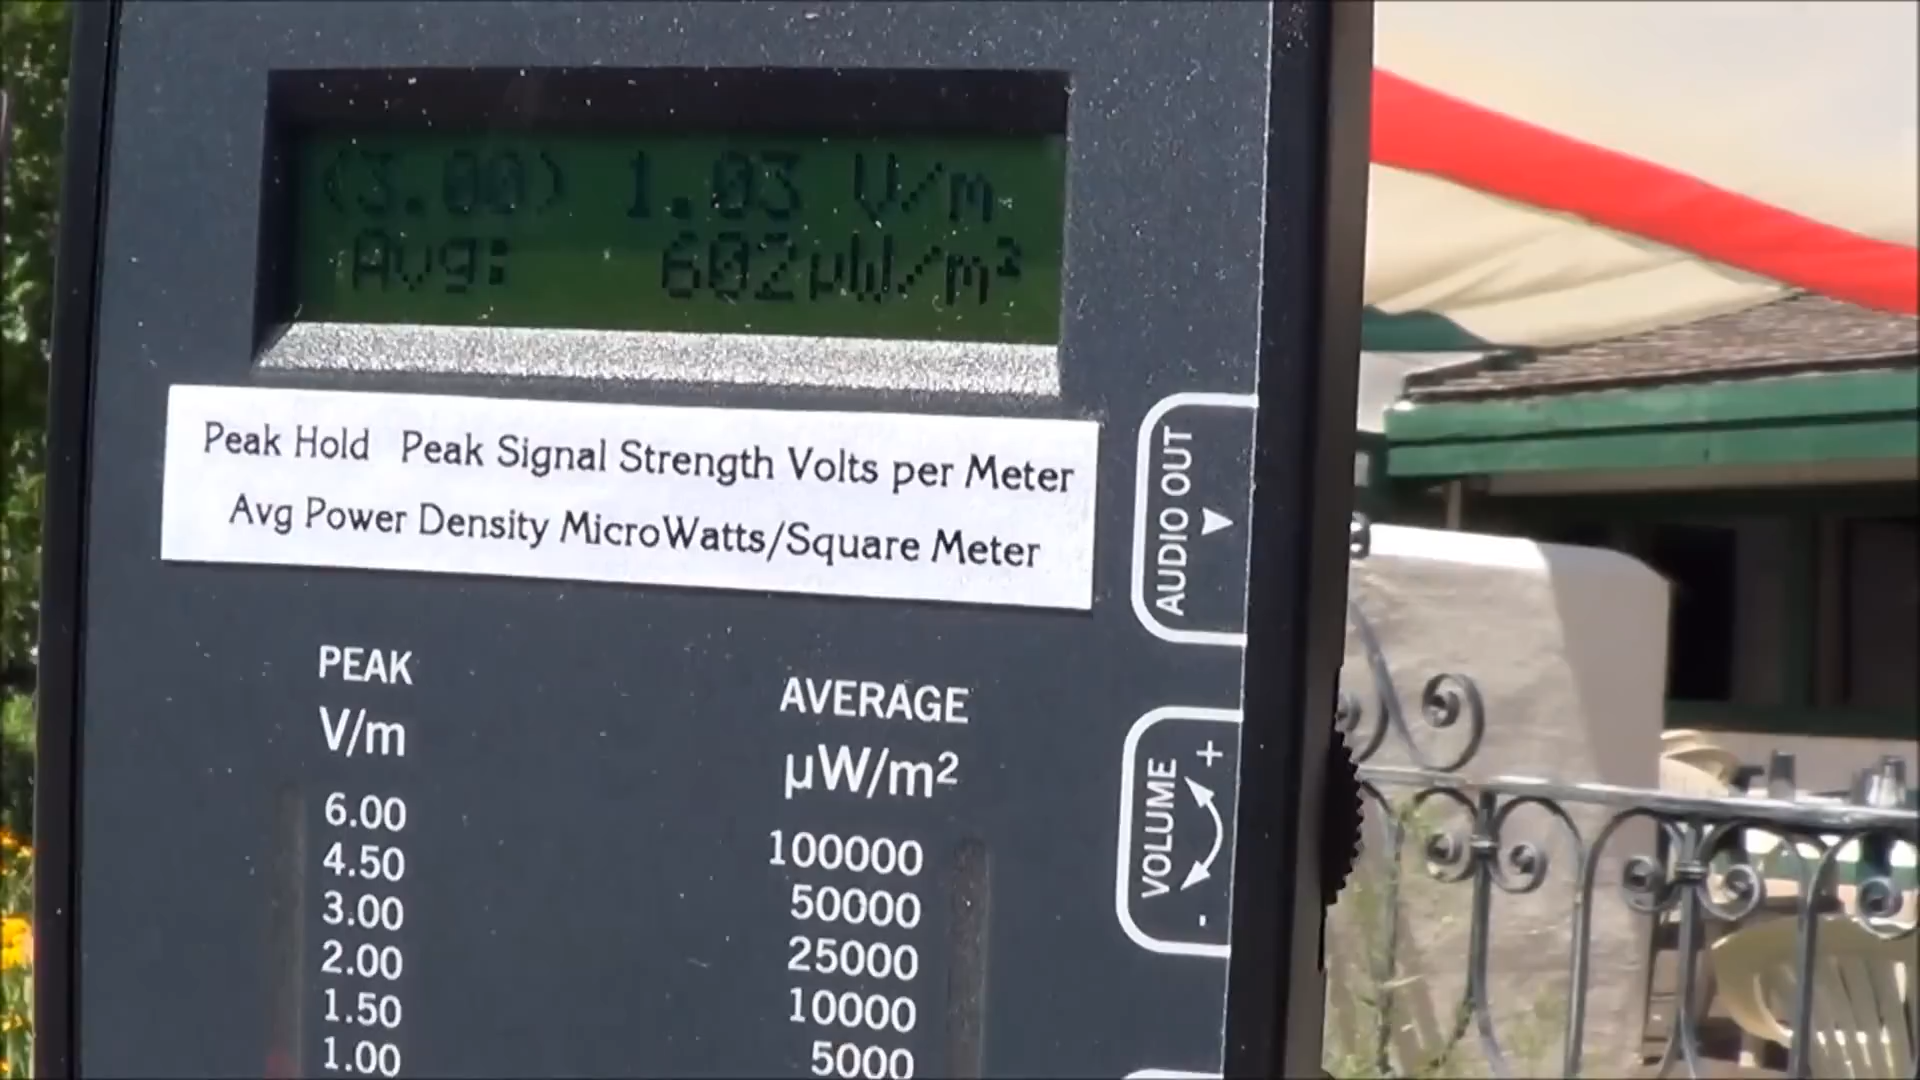 (3.00) 1.03 V/m
Avg: 602µW/m²
Peak Hold Peak Signal Strength Volts per Meter
Avg Power Density MicroWatts/Square Meter
AUDIO OUT
PEAK
V/m
6.00
4.50
3.00
2.00
1.50
1.00
AVERAGE
µW/m²
100000
50000
25000
10000
5000
VOLUME
- +